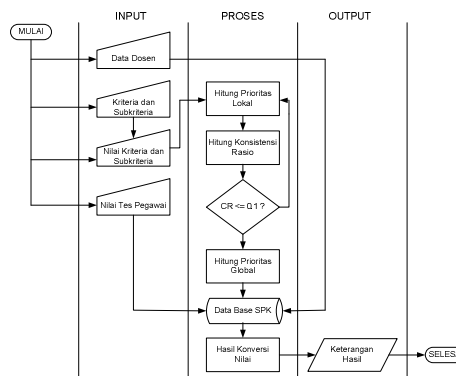 INPUT
PROSES
OUTPUT
MULAI
Data Dosen
Kriteria dan
Subkriteria
Nilai Kriteria dan
Subkriteria
Nilai Tes Pegawai
Hitung Prioritas
Lokal
Hitung Konsistensi
Rasio
CR <= 0.1 ?
Hitung Prioritas
Global
Data Base SPK
Hasil Konversi
Nilai
Keterangan
Hasil
SELES